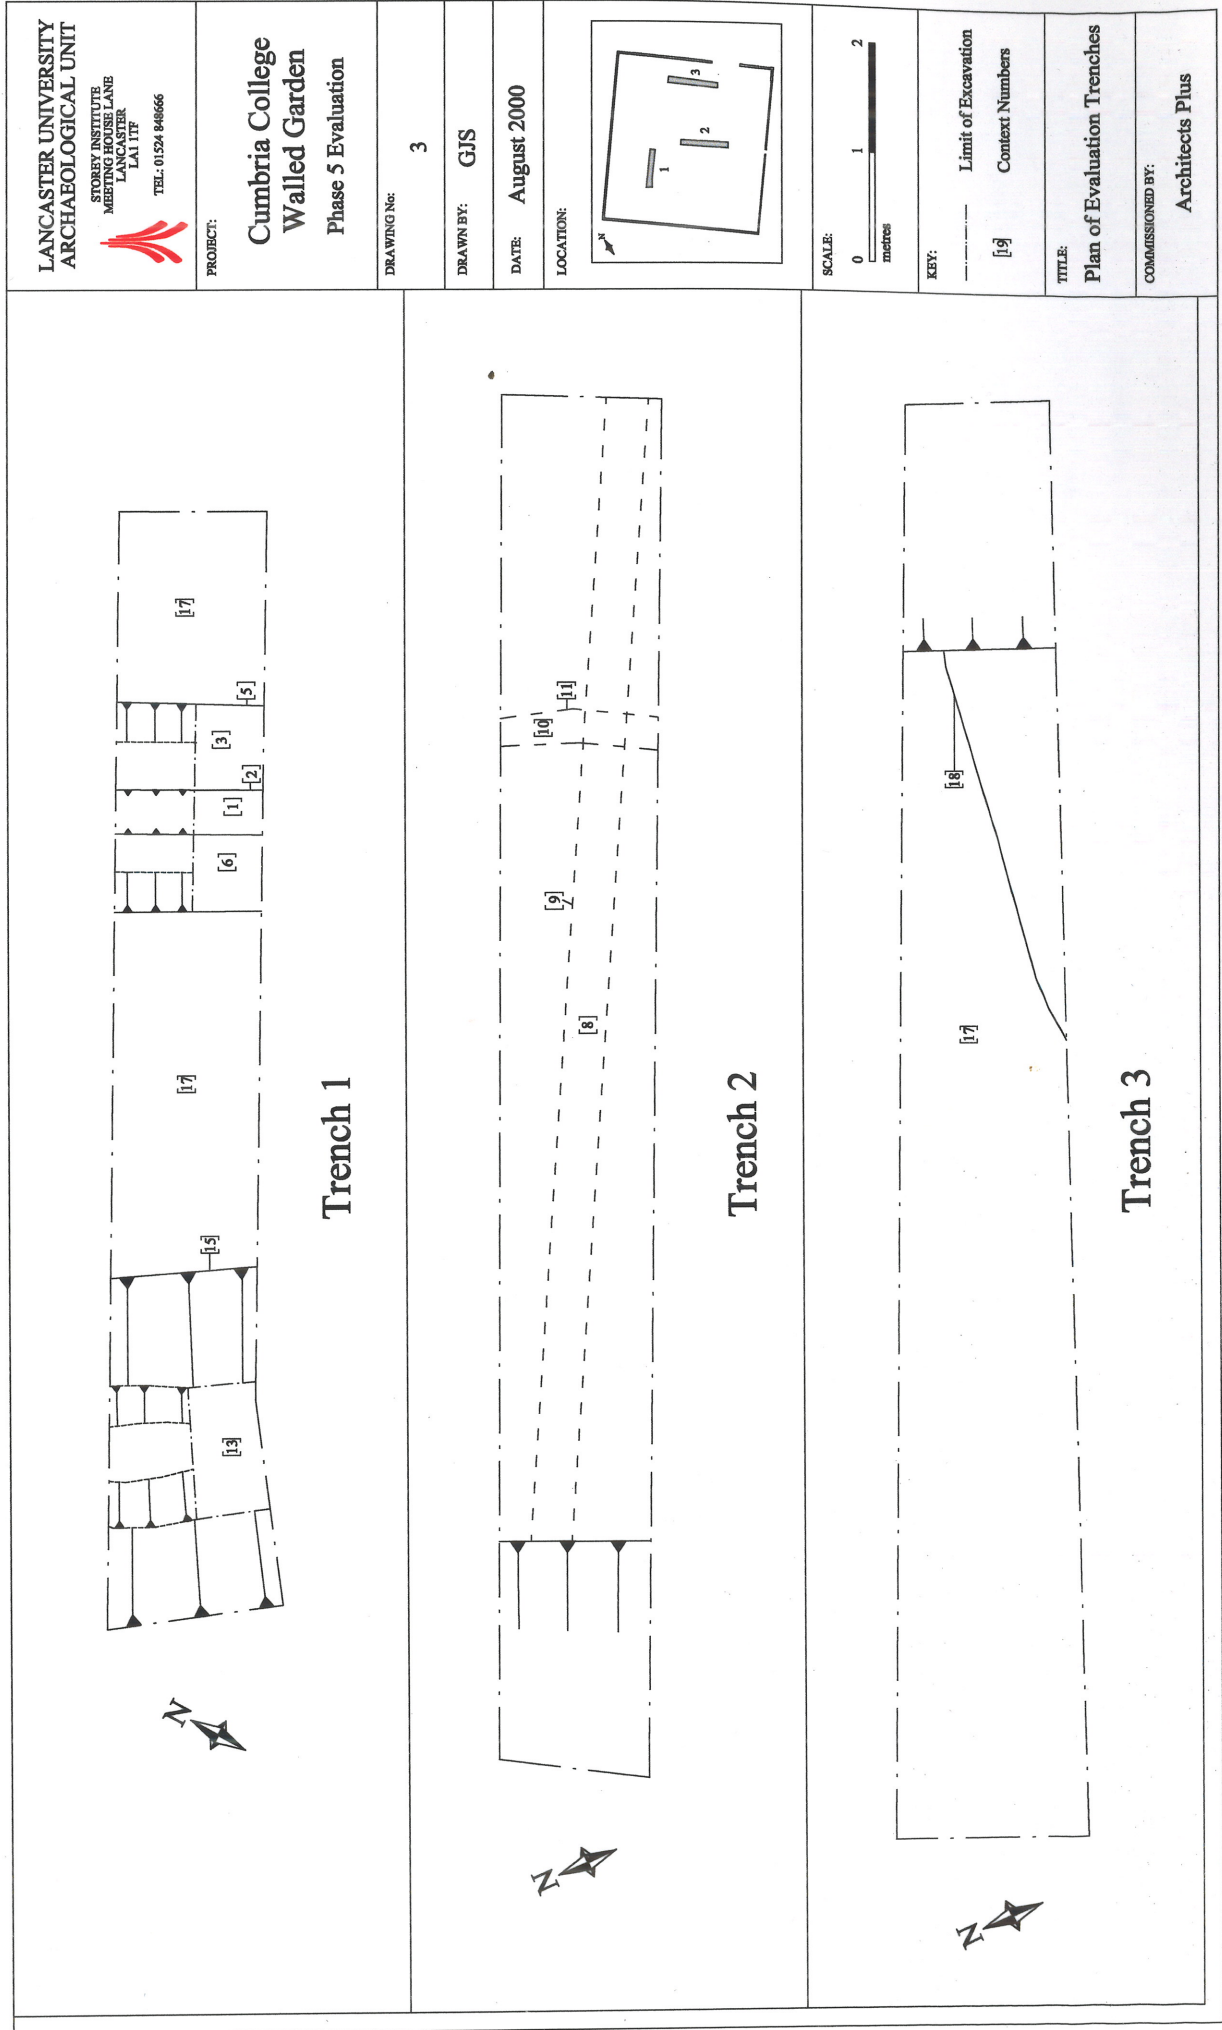 LANCASTER UNIVERSITY
ARCHAEOLOGICAL UNIT
STOREY INSTITUTE
MEETING HOUSE LANE
LANCASTER
LA1 1TF
TEL: 01524 848666
PROJECT:
Cumbria College
Walled Garden
Phase 5 Evaluation
DRAWING No:
3
DRAWN BY:
GJS
DATE:
August 2000
LOCATION:
N
1
2
3
SCALE:
0 1 2
metres
KEY:
Limit of Excavation
[19] Context Numbers
TITLE:
Plan of Evaluation Trenches
COMMISSIONED BY:
Architects Plus
N
[13]
[15]
[17]
[6]
[1]
[2]
[3]
[5]
[17]
Trench 1
N
[8]
[9]
[10]
[11]
Trench 2
N
[17]
[18]
Trench 3